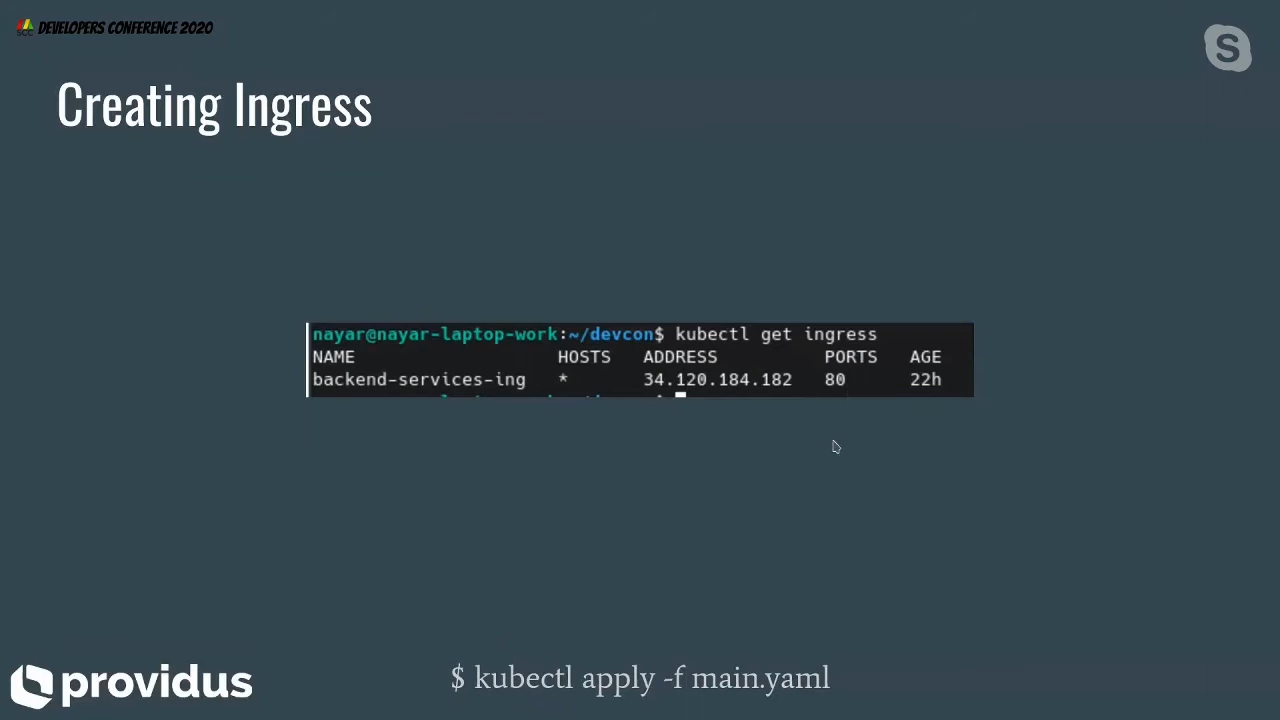 DEVELOPERS CONFERENCE 2020
S
Creating Ingress
nayar@nayar-laptop-work:~/devcon$ kubectl get ingress
NAME HOSTS ADDRESS PORTS AGE
backend-services-ing * 34.120.184.182 80 22h
providus
$ kubectl apply -f main.yaml